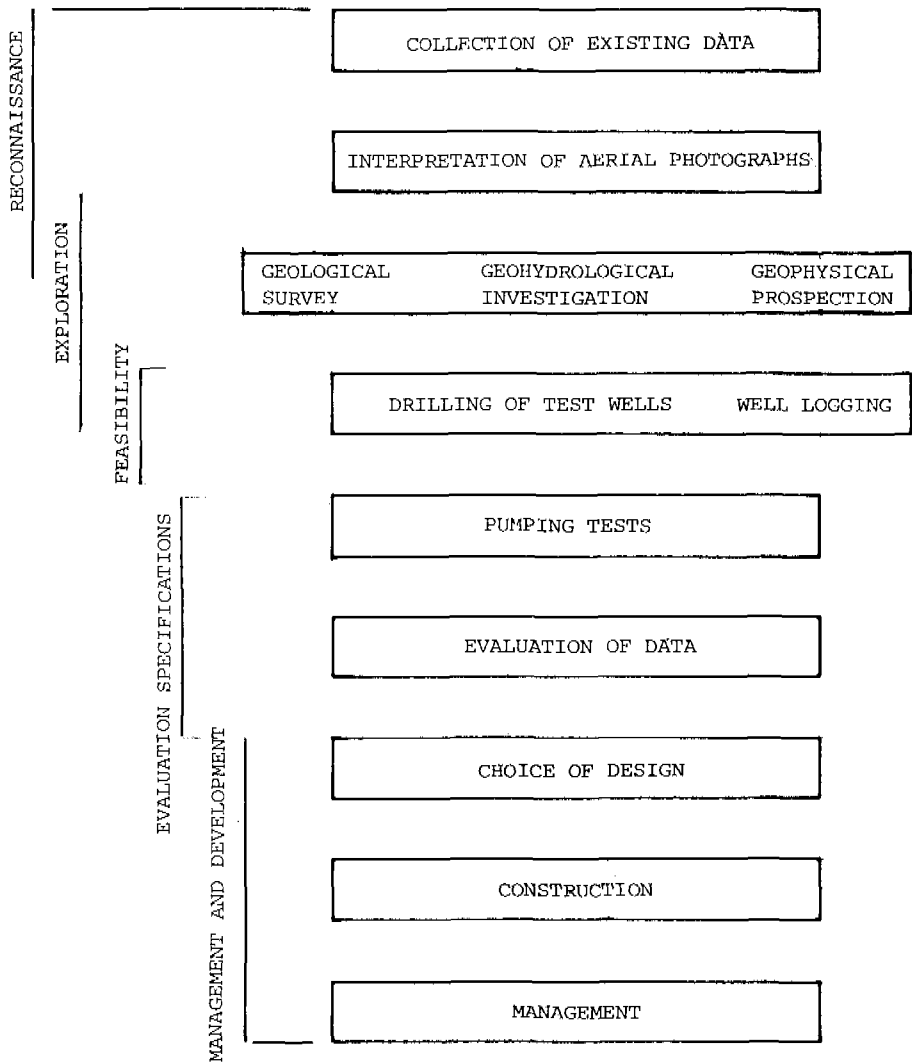 RECONNAISSANCE
EXPLORATION
FEASIBILITY
EVALUATION SPECIFICATIONS
MANAGEMENT AND DEVELOPMENT
COLLECTION OF EXISTING DATA
INTERPRETATION OF AERIAL PHOTOGRAPHS
GEOLOGICAL SURVEY
GEOHYDROLOGICAL INVESTIGATION
GEOPHYSICAL PROSPECTION
DRILLING OF TEST WELLS WELL LOGGING
PUMPING TESTS
EVALUATION OF DATA
CHOICE OF DESIGN
CONSTRUCTION
MANAGEMENT